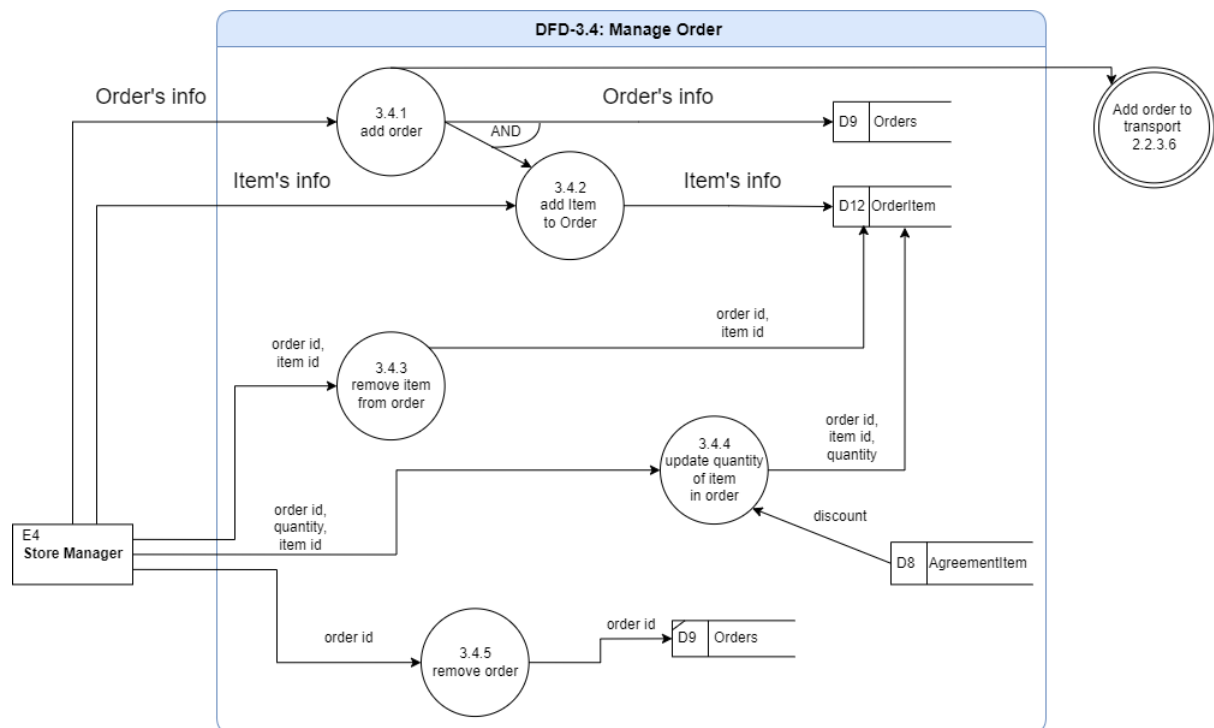 DFD-3.4: Manage Order
Order's info
3.4.1
add order
Order's info
AND
D9 Orders
Add order to
transport
2.2.3.6
Item's info
3.4.2
add Item
to Order
Item's info
D12 OrderItem
order id,
item id
3.4.3
remove item
from order
order id,
item id
order id,
quantity,
item id
3.4.4
update quantity
of item
in order
order id,
item id,
quantity
discount
D8 AgreementItem
E4
Store Manager
order id
3.4.5
remove order
order id
D9 Orders